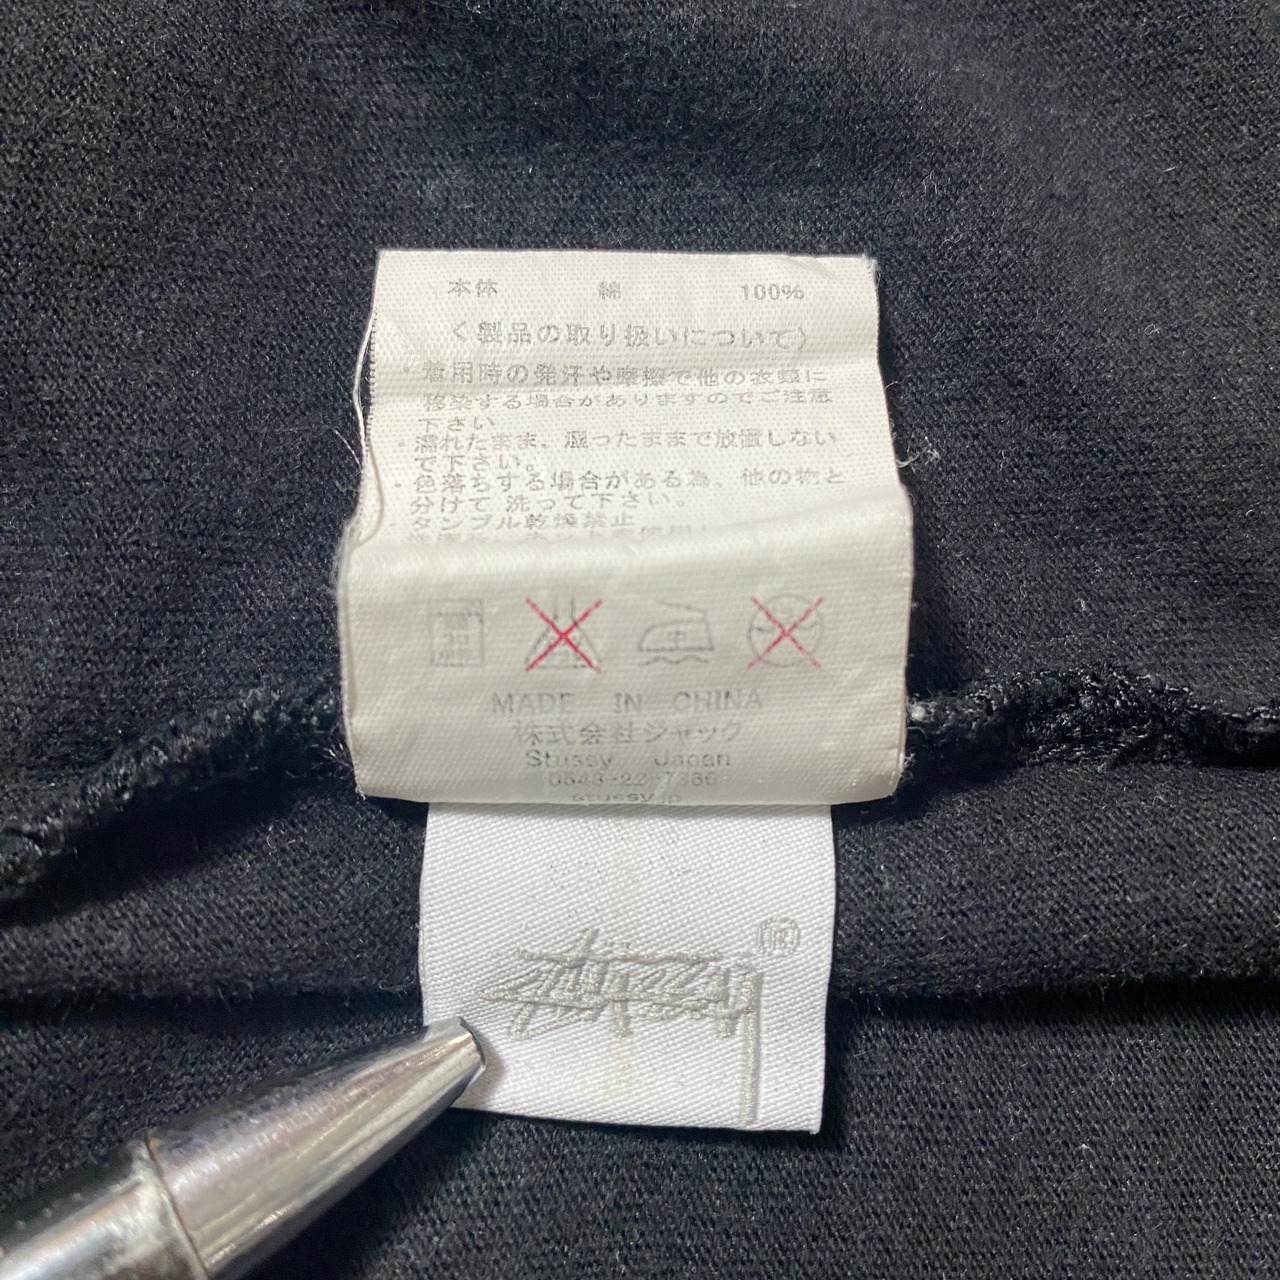 本体 綿 100%
〈製品の取り扱いについて〉
・着用時の発汗や摩擦で他の衣類に
移染する場合がありますのでご注意
下さい
・濡れたまま、湿ったままで放置しない
で下さい。
・色落ちする場合がある為、他の物と
分けて洗って下さい。
・タンブル乾燥禁止
MADE IN CHINA
株式会社ジャック
Stussy Japan
0548-22-7366
stussy.jp
®